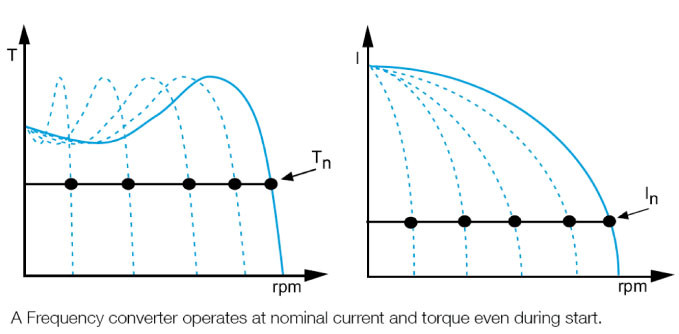 T
Tn
rpm
I
In
rpm
A Frequency converter operates at nominal current and torque even during start.